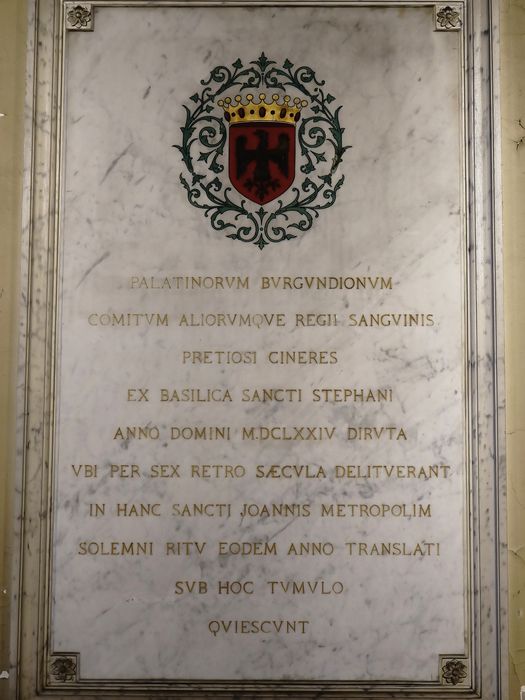 PALATINORVM BVRGVNDIONVM
COMITVM ALIORVMQVE REGII SANGVINIS
PRETIOSI CINERES
EX BASILICA SANCTI STEPHANI
ANNO DOMINI M.DCLXXIV DIRVTA
VBI PER SEX RETRO SÆCVLA DELITVERANT
IN HANC SANCTI JOANNIS METROPOLIM
SOLEMNI RITV EODEM ANNO TRANSLATI
SVB HOC TVMVLO
QVIESCVNT